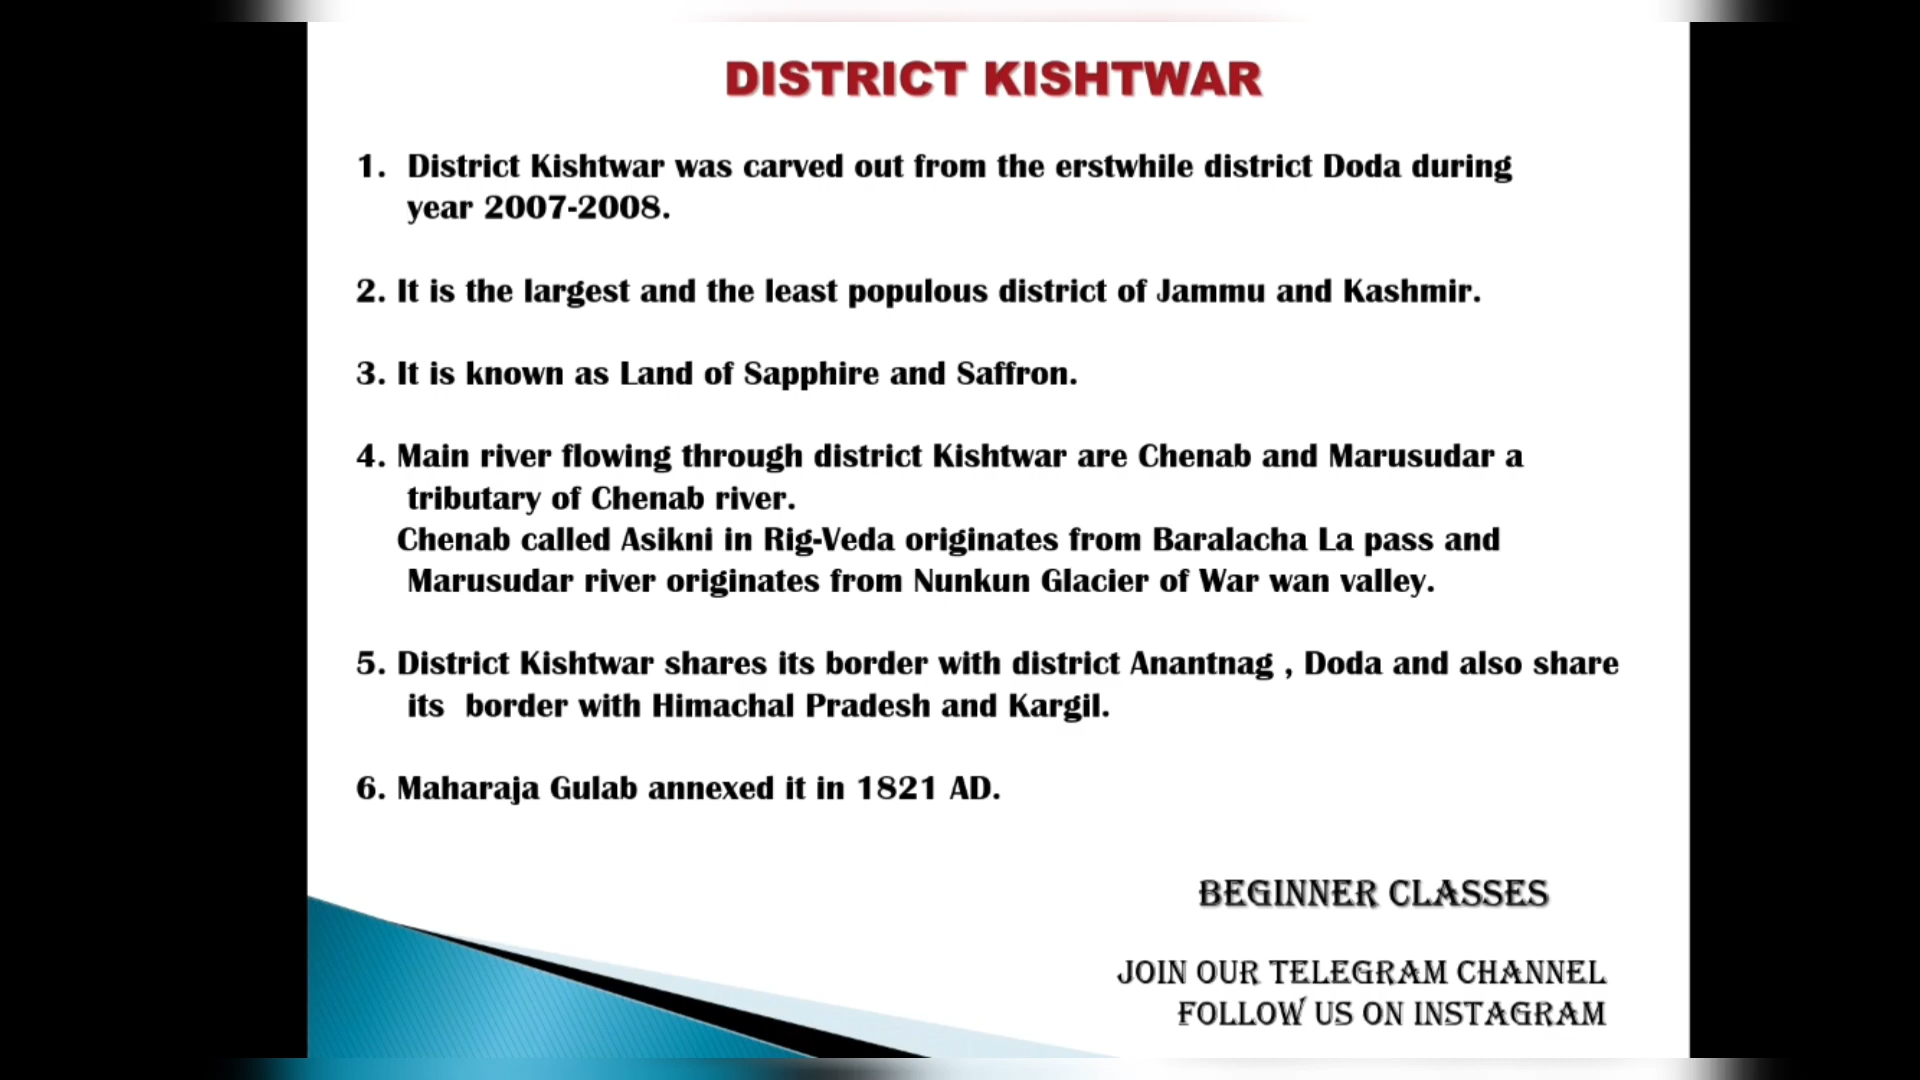 DISTRICT KISHTWAR
1. District Kishtwar was carved out from the erstwhile district Doda during
year 2007-2008.
2. It is the largest and the least populous district of Jammu and Kashmir.
3. It is known as Land of Sapphire and Saffron.
4. Main river flowing through district Kishtwar are Chenab and Marusudar a
tributary of Chenab river.
Chenab called Asikni in Rig-Veda originates from Baralacha La pass and
Marusudar river originates from Nunkun Glacier of War wan valley.
5. District Kishtwar shares its border with district Anantnag , Doda and also share
its border with Himachal Pradesh and Kargil.
6. Maharaja Gulab annexed it in 1821 AD.
BEGINNER CLASSES
JOIN OUR TELEGRAM CHANNEL
FOLLOW US ON INSTAGRAM